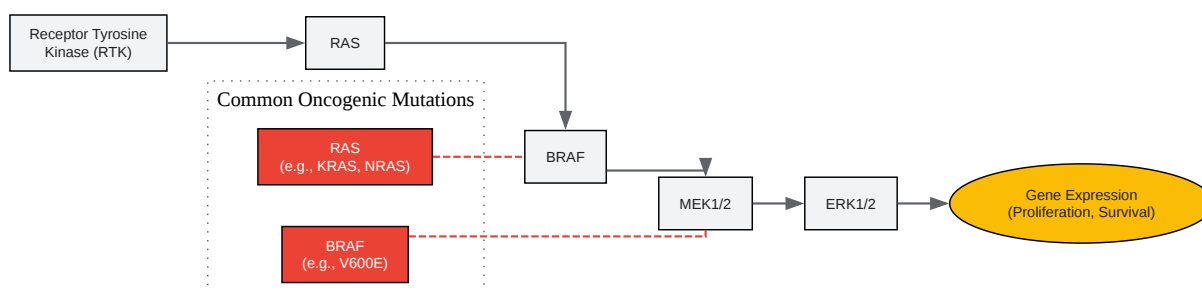 Receptor Tyrosine
Kinase (RTK)
RAS
Common Oncogenic Mutations
RAS
(e.g., KRAS, NRAS)
BRAF
MEK1/2
ERK1/2
Gene Expression
(Proliferation, Survival)
BRAF
(e.g., V600E)